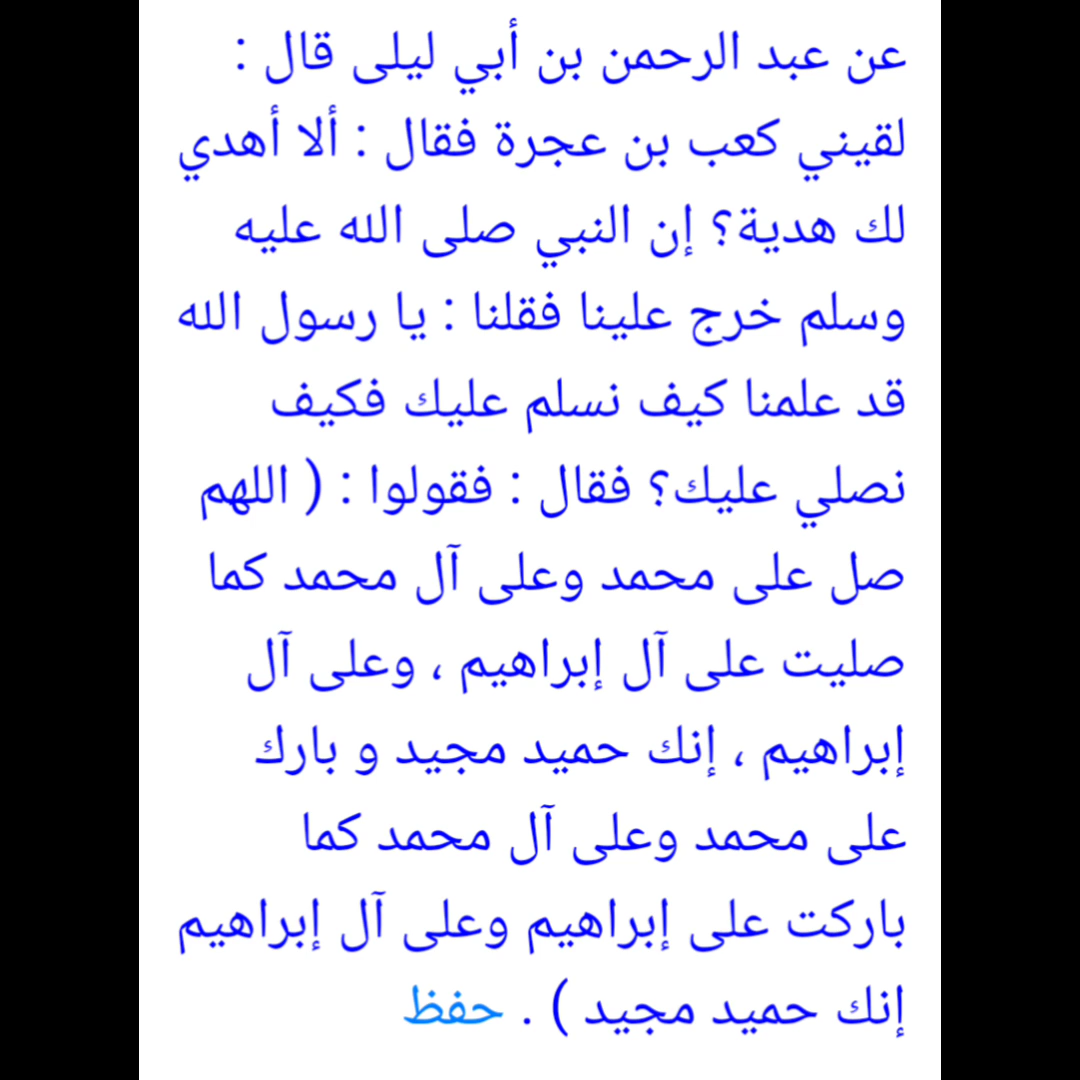 عن عبد الرحمن بن أبي ليلى قال :
لقيني كعب بن عجرة فقال : ألا أهدي
لك هدية؟ إن النبي صلى الله عليه
وسلم خرج علينا فقلنا : يا رسول الله
قد علمنا كيف نسلم عليك فكيف
نصلي عليك؟ فقال : فقولوا : ( اللهم
صل على محمد وعلى آل محمد كما
صليت على آل إبراهيم ، وعلى آل
إبراهيم ، إنك حميد مجيد و بارك
على محمد وعلى آل محمد كما
باركت على إبراهيم وعلى آل إبراهيم
إنك حميد مجيد ) . حفظ